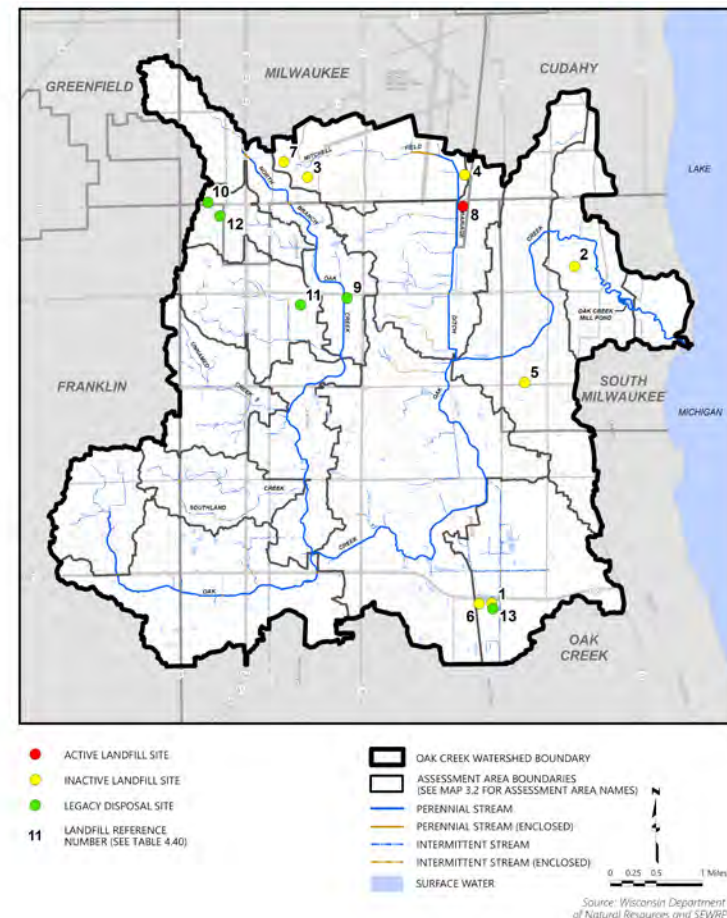 GREENFIELD
MILWAUKEE
CUDAHY
LAKE
7
MITCHELL
FIELD
4
3
NORTH
BRANCH
10
12
8
DRAINAGE
CREEK
2
OAK
9
11
CREEK
DITCH
OAK CREEK
MILL POND
UNNAMED
CREEK
5
FRANKLIN
OAK
SOUTH
MILWAUKEE
MICHIGAN
CREEK
SOUTHLAND
CREEK
OAK
1
6
13
OAK
CREEK
ACTIVE LANDFILL SITE
INACTIVE LANDFILL SITE
LEGACY DISPOSAL SITE
11 LANDFILL REFERENCE
NUMBER (SEE TABLE 4.40)
OAK CREEK WATERSHED BOUNDARY
ASSESSMENT AREA BOUNDARIES
(SEE MAP 3.2 FOR ASSESSMENT AREA NAMES)
PERENNIAL STREAM
PERENNIAL STREAM (ENCLOSED)
INTERMITTENT STREAM
INTERMITTENT STREAM (ENCLOSED)
SURFACE WATER
0 0.25 0.5 1 Miles
Source: Wisconsin Department
of Natural Resources and SEWRP